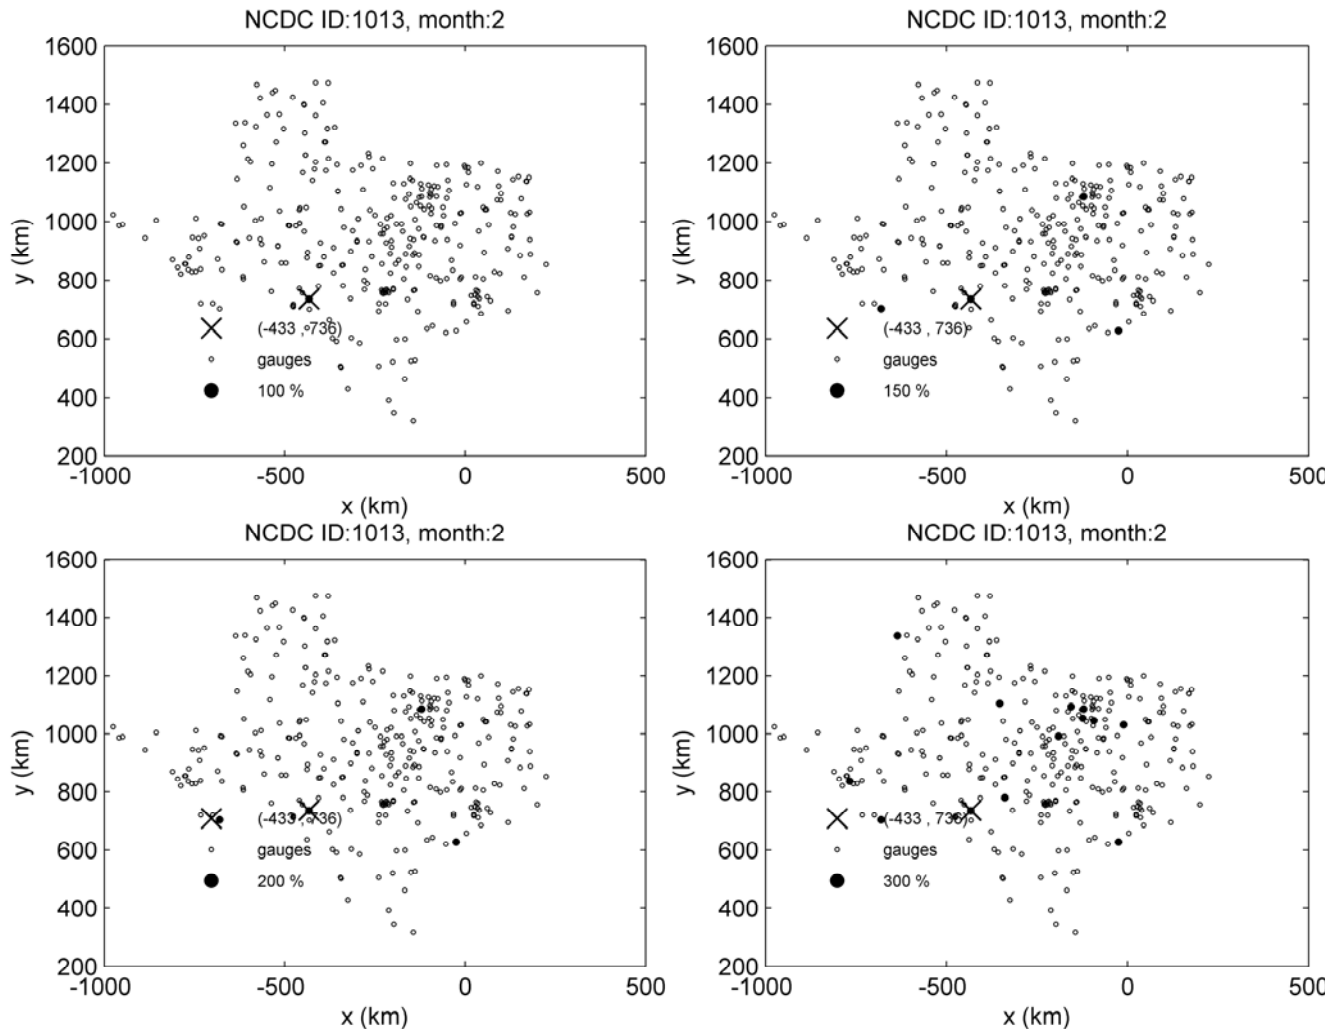 NCDC ID:1013, month:2
1600
1400
1200
1000
800
600
400
200
y (km)
(-433 , 736)
gauges
100 %
-1000 -500 0 500
x (km)
NCDC ID:1013, month:2
1600
1400
1200
1000
800
600
400
200
y (km)
(-433 , 736)
gauges
150 %
-1000 -500 0 500
x (km)
NCDC ID:1013, month:2
1600
1400
1200
1000
800
600
400
200
y (km)
(-433 , 736)
gauges
200 %
-1000 -500 0 500
x (km)
NCDC ID:1013, month:2
1600
1400
1200
1000
800
600
400
200
y (km)
(-433 , 736)
gauges
300 %
-1000 -500 0 500
x (km)